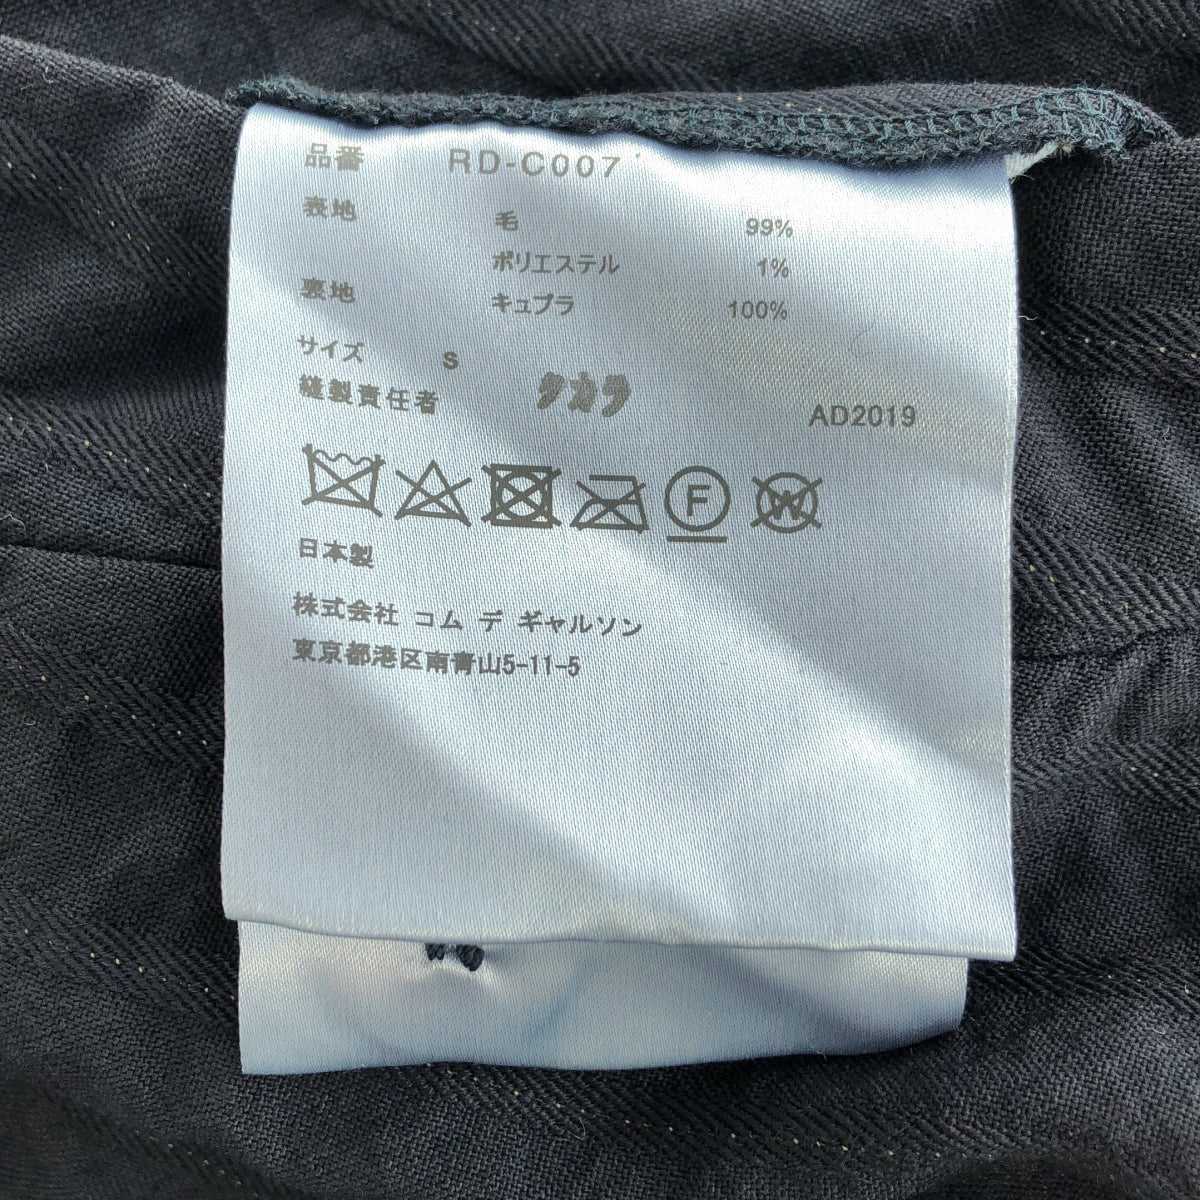 品番 RD-C007
表地 毛 99%
ポリエステル 1%
裏地 キュプラ 100%
サイズ S
縫製責任者 タカラ AD2019
F W
日本製
株式会社 コム デ ギャルソン
東京都港区南青山5-11-5